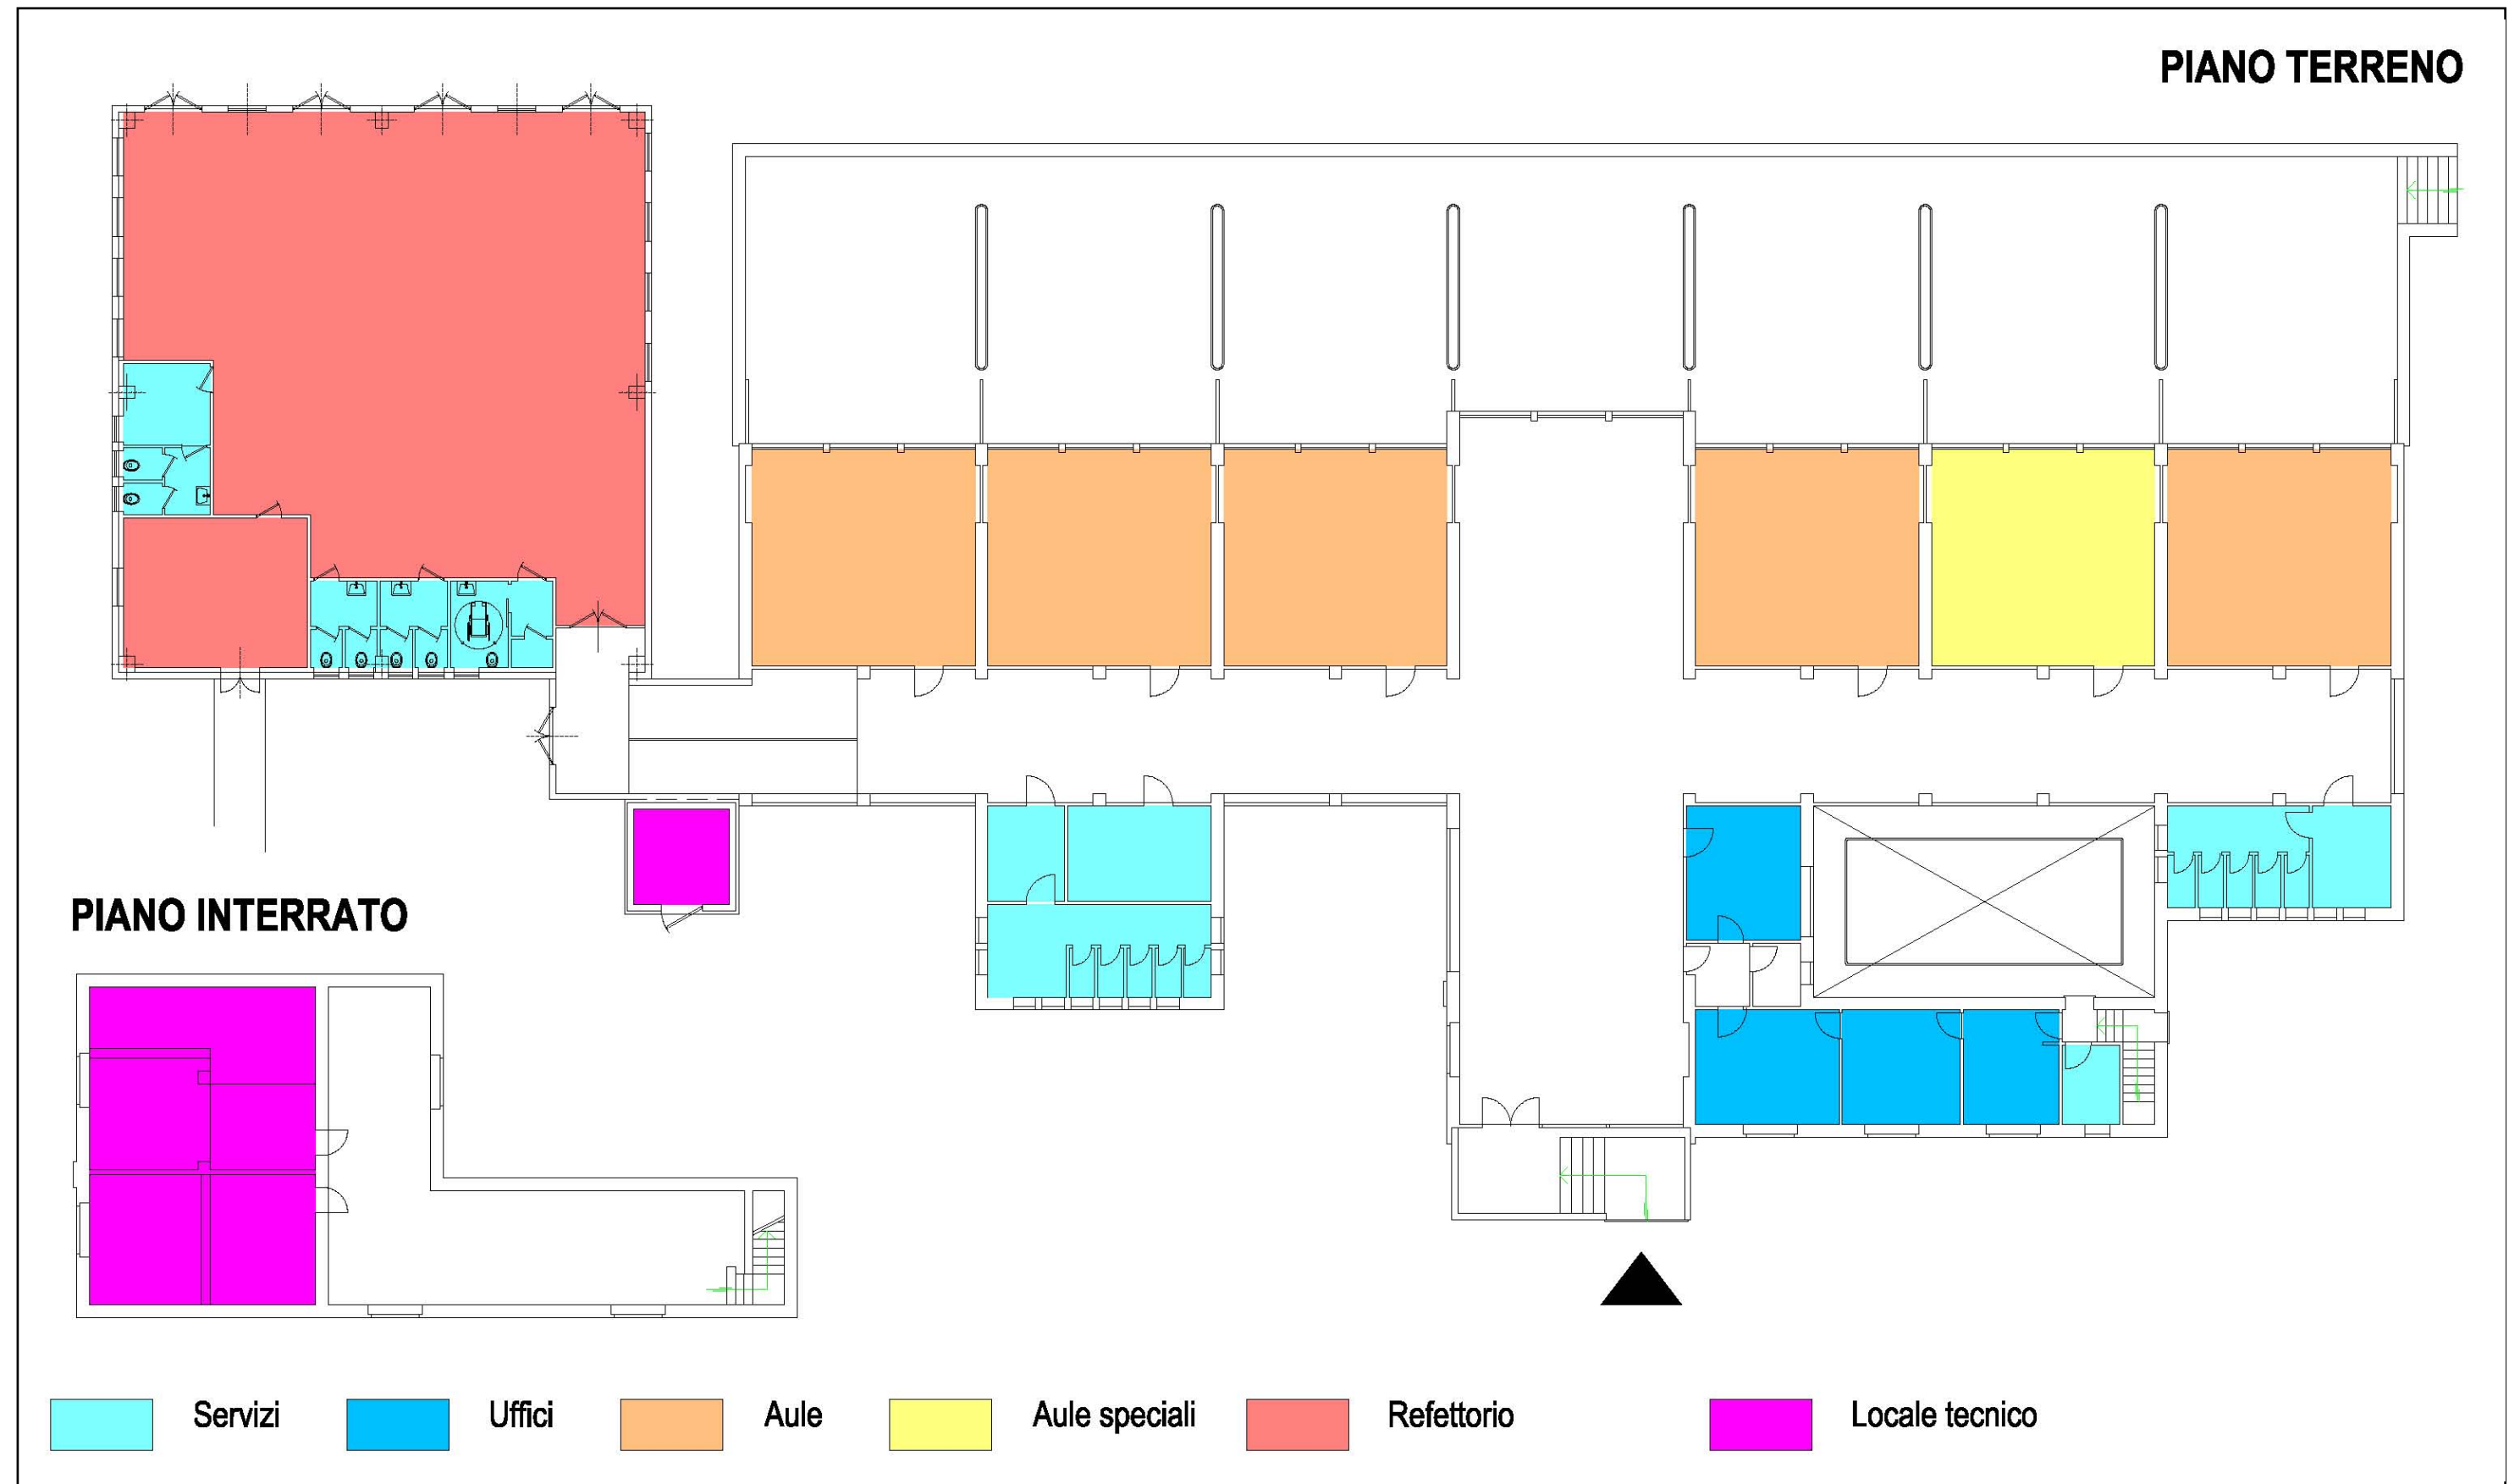 PIANO TERRENO
PIANO INTERRATO
Servizi
Uffici
Aule
Aule speciali
Refettorio
Locale tecnico